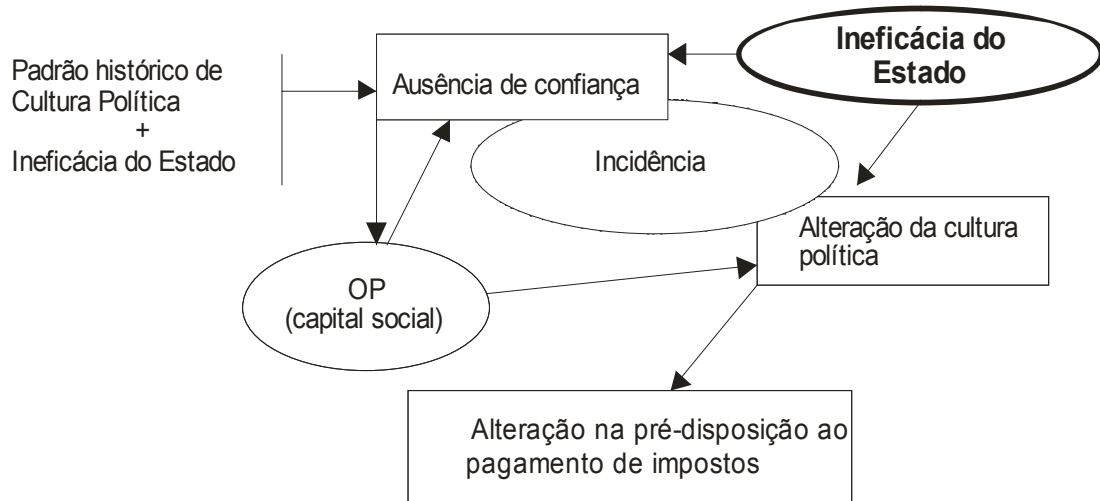 Ineficácia do
Estado
Padrão histórico de
Cultura Política
+
Ineficácia do Estado
Ausência de confiança
Incidência
Alteração da cultura
política
OP
(capital social)
Alteração na pré-disposição ao
pagamento de impostos